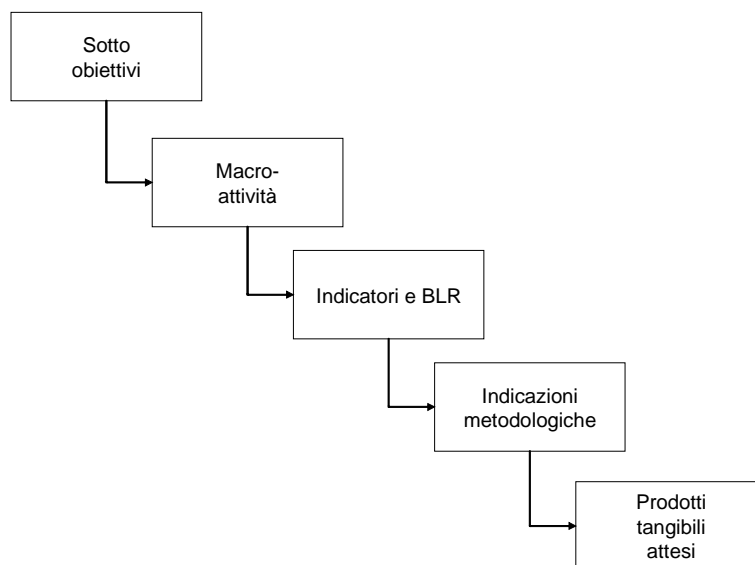 Sotto
obiettivi
Macro-
attività
Indicatori e BLR
Indicazioni
metodologiche
Prodotti
tangibili
attesi